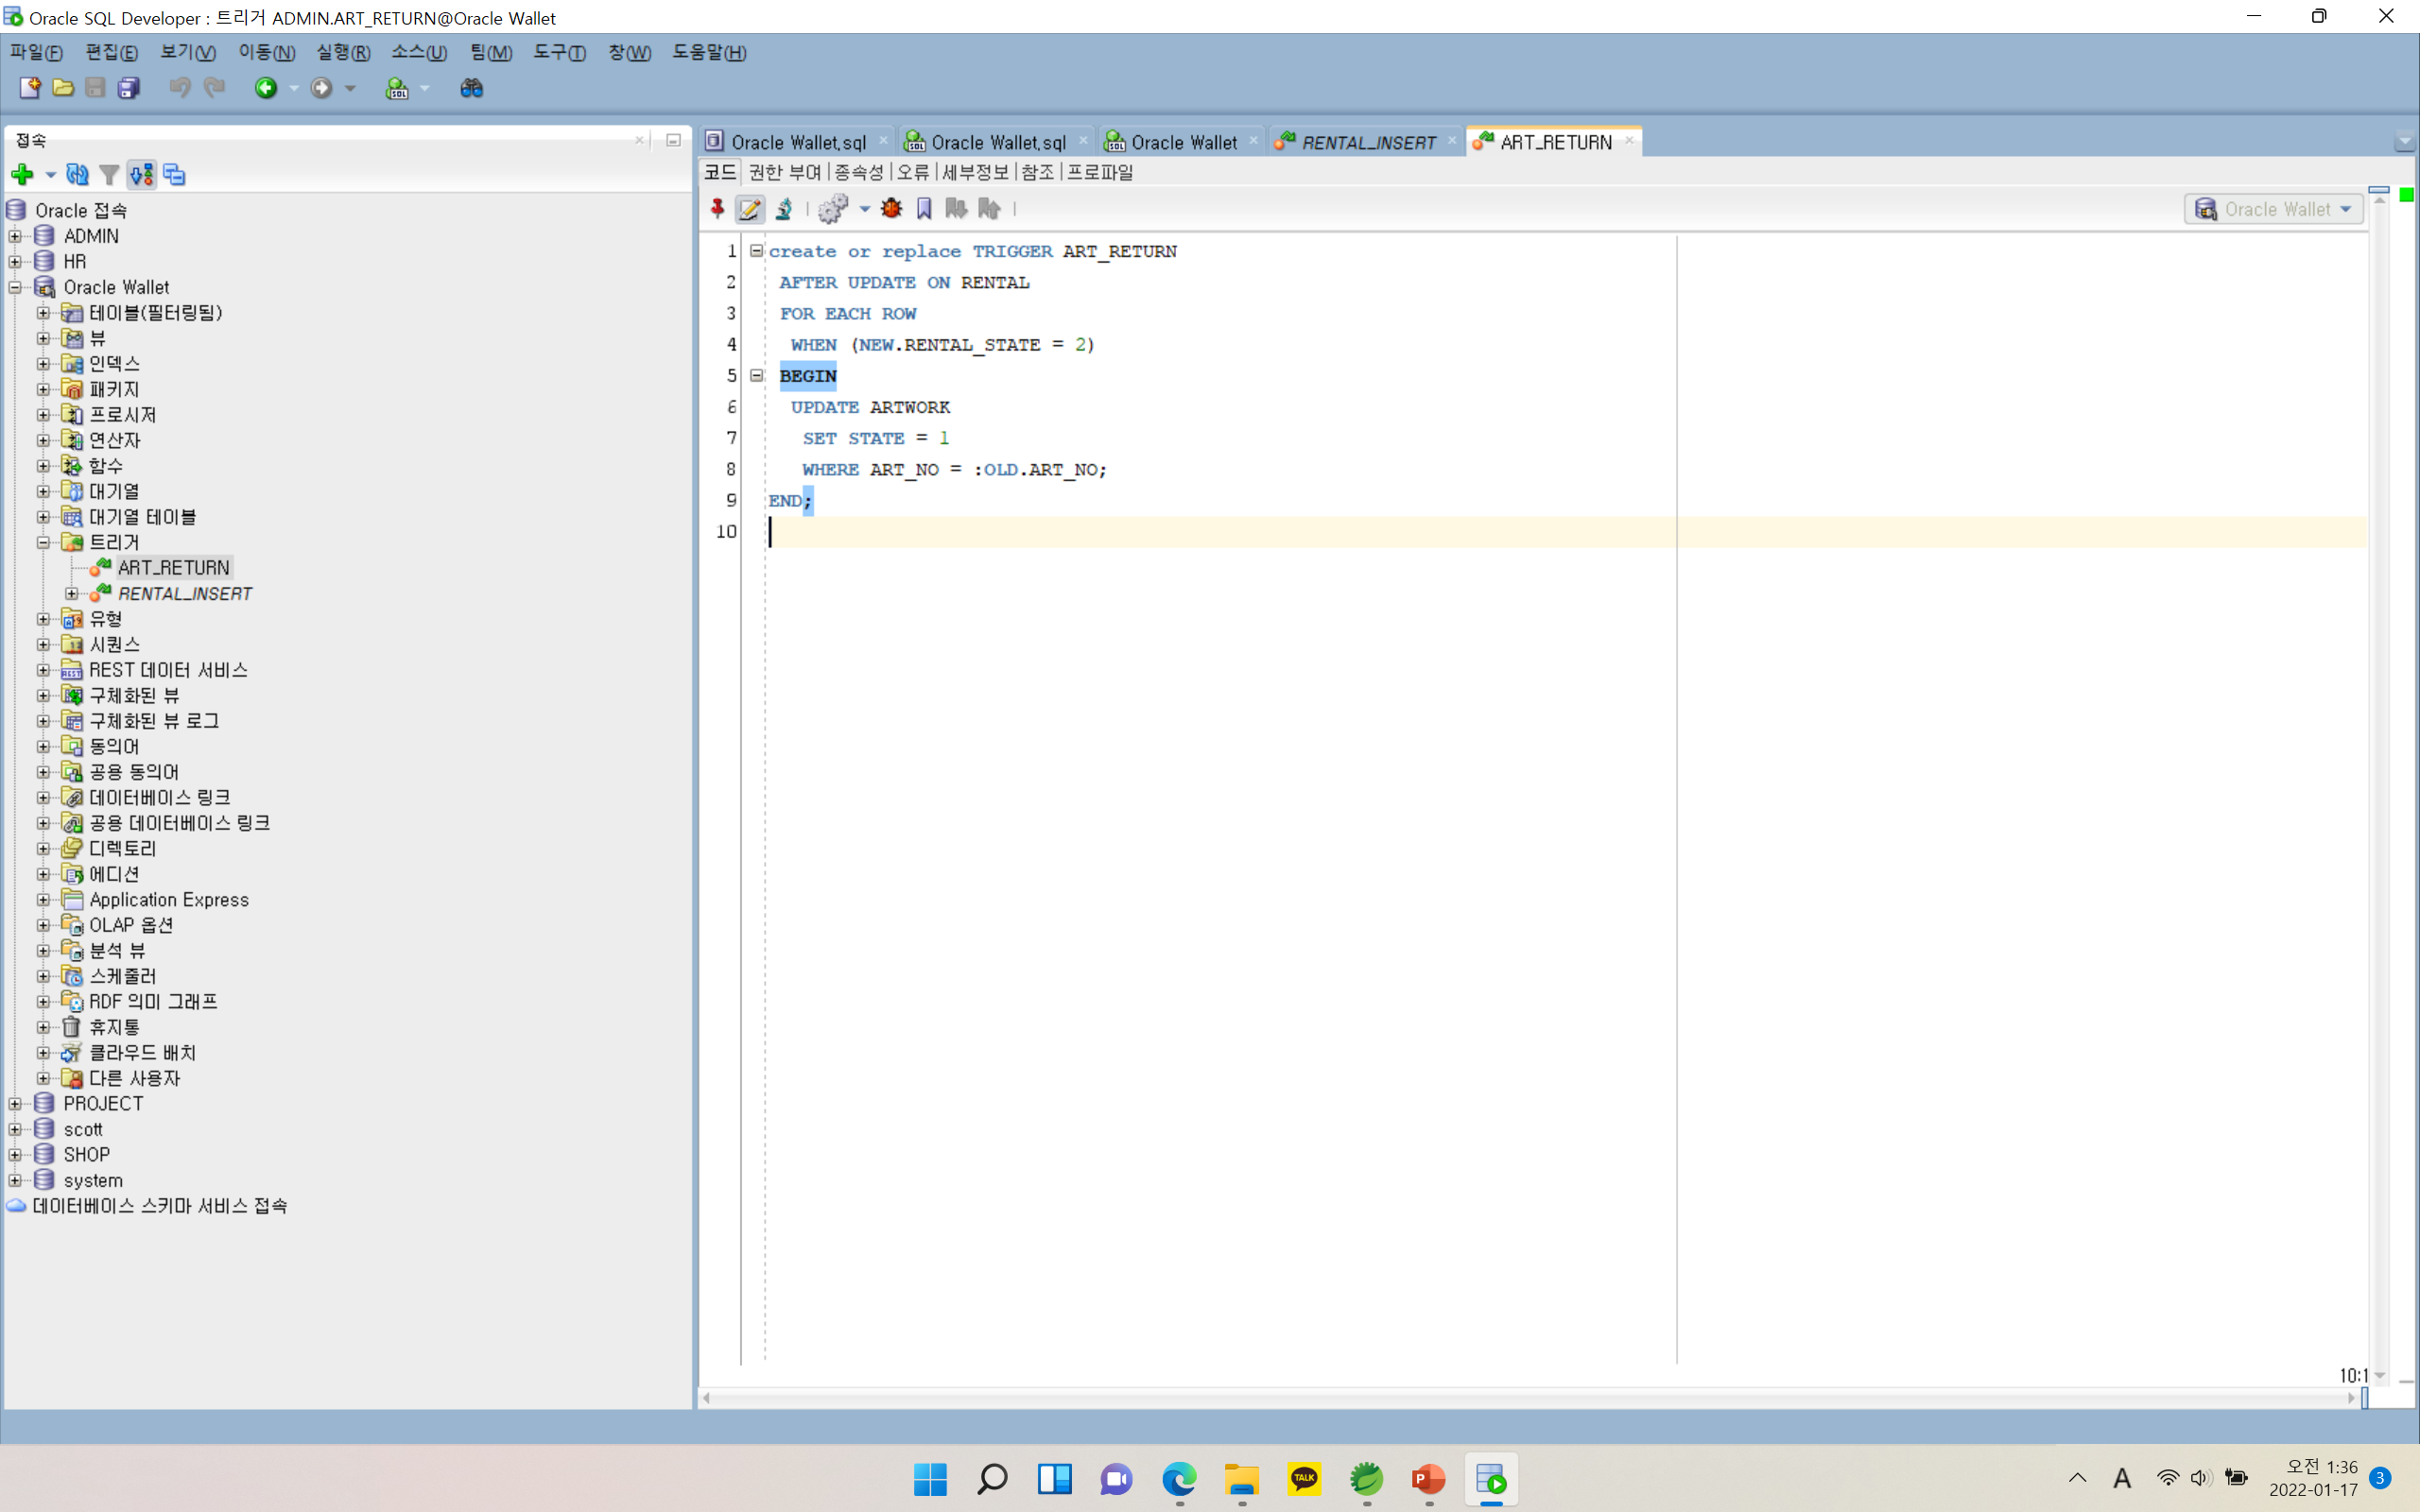 Oracle SQL Developer : 트리거 ADMIN.ART_RETURN@Oracle Wallet
파일(F) 편집(E) 보기(V) 이동(N) 실행(R) 소스(U) 팀(M) 도구(T) 창(W) 도움말(H)
접속
Oracle 접속
ADMIN
HR
Oracle Wallet
테이블(필터링됨)
뷰
인덱스
패키지
프로시저
연산자
함수
대기열
대기열 테이블
트리거
ART_RETURN
RENTAL_INSERT
유형
시퀀스
REST 데이터 서비스
구체화된 뷰
구체화된 뷰 로그
동의어
공용 동의어
데이터베이스 링크
공용 데이터베이스 링크
디렉토리
에디션
Application Express
OLAP 옵션
분석 뷰
스케줄러
RDF 의미 그래프
휴지통
클라우드 배치
다른 사용자
PROJECT
scott
SHOP
system
데이터베이스 스키마 서비스 접속
Oracle Wallet.sql Oracle Wallet.sql Oracle Wallet RENTAL_INSERT ART_RETURN
코드 권한 부여 종속성 오류 세부정보 참조 프로파일
Oracle Wallet
1 create or replace TRIGGER ART_RETURN
2 AFTER UPDATE ON RENTAL
3 FOR EACH ROW
4 WHEN (NEW.RENTAL_STATE = 2)
5 BEGIN
6 UPDATE ARTWORK
7 SET STATE = 1
8 WHERE ART_NO = :OLD.ART_NO;
9 END;
10
10:1
TALK
P
A
오전 1:36
2022-01-17
3